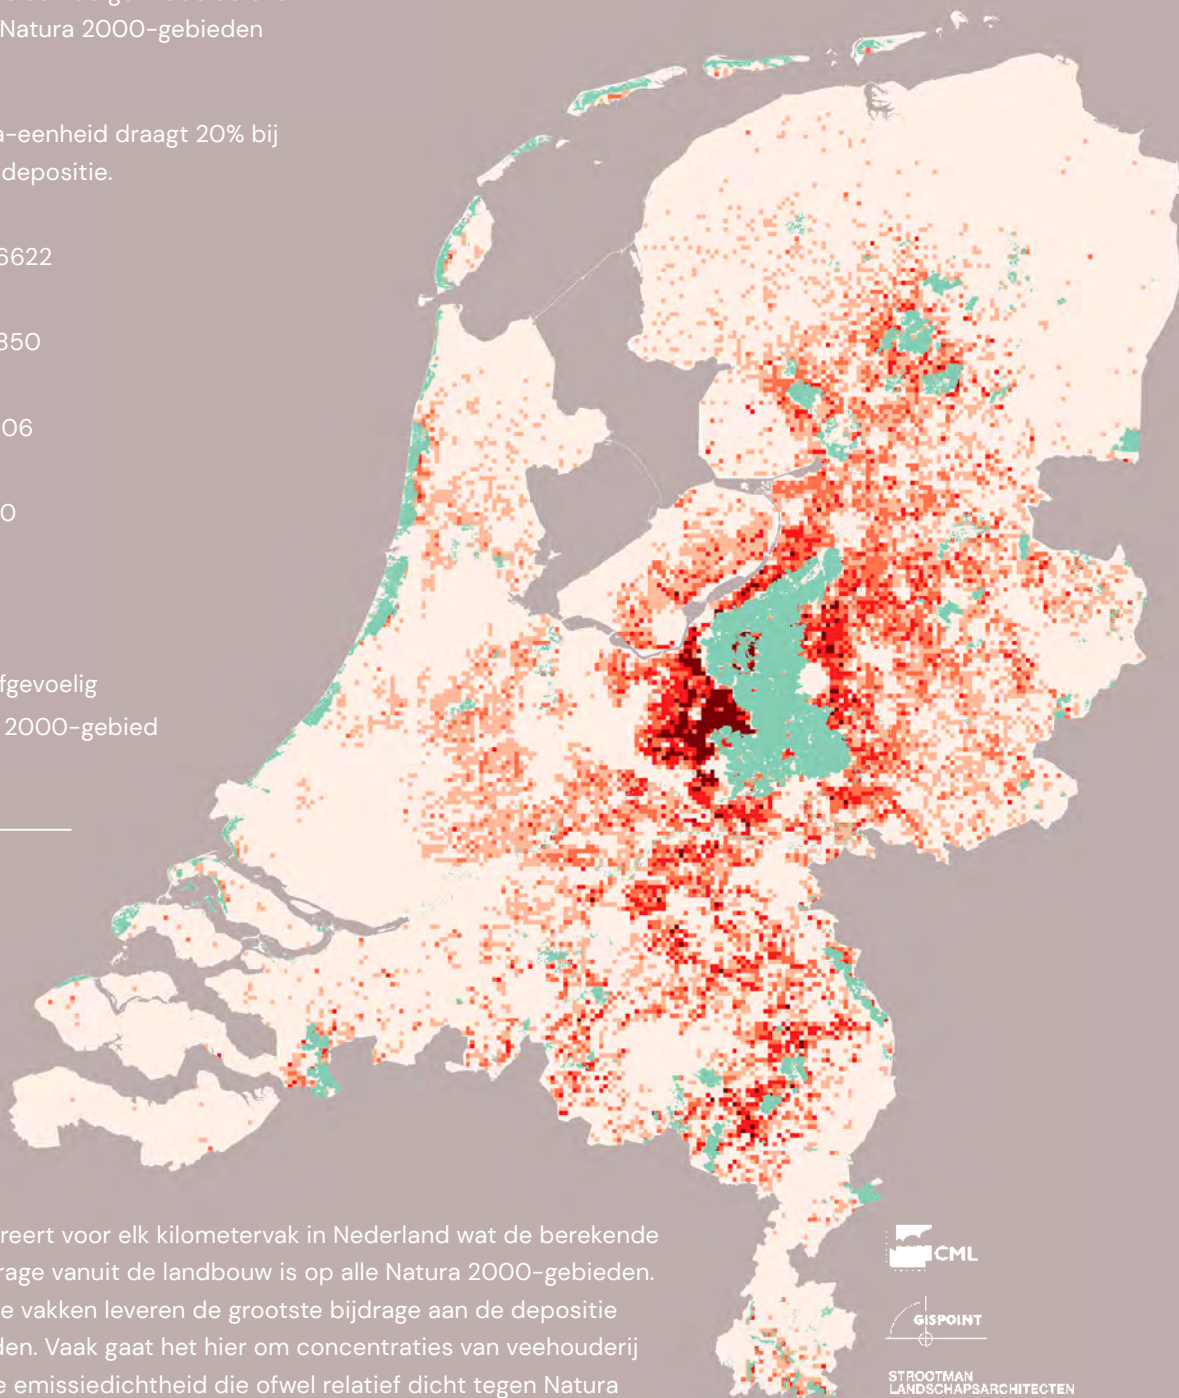 Natura 2000-gebieden
a-eenheid draagt 20% bij
depositie.
6622
350
06
0
fgevoelig
2000-gebied
reert voor elk kilometervak in Nederland wat de berekende
rage vanuit de landbouw is op alle Natura 2000-gebieden.
e vakken leveren de grootste bijdrage aan de depositie
den. Vaak gaat het hier om concentraties van veehouderij
e emissiedichtheid die ofwel relatief dicht tegen Natura
CML
GISPOINT
STROOTMAN
LANDSCHAPSARCHITECTEN